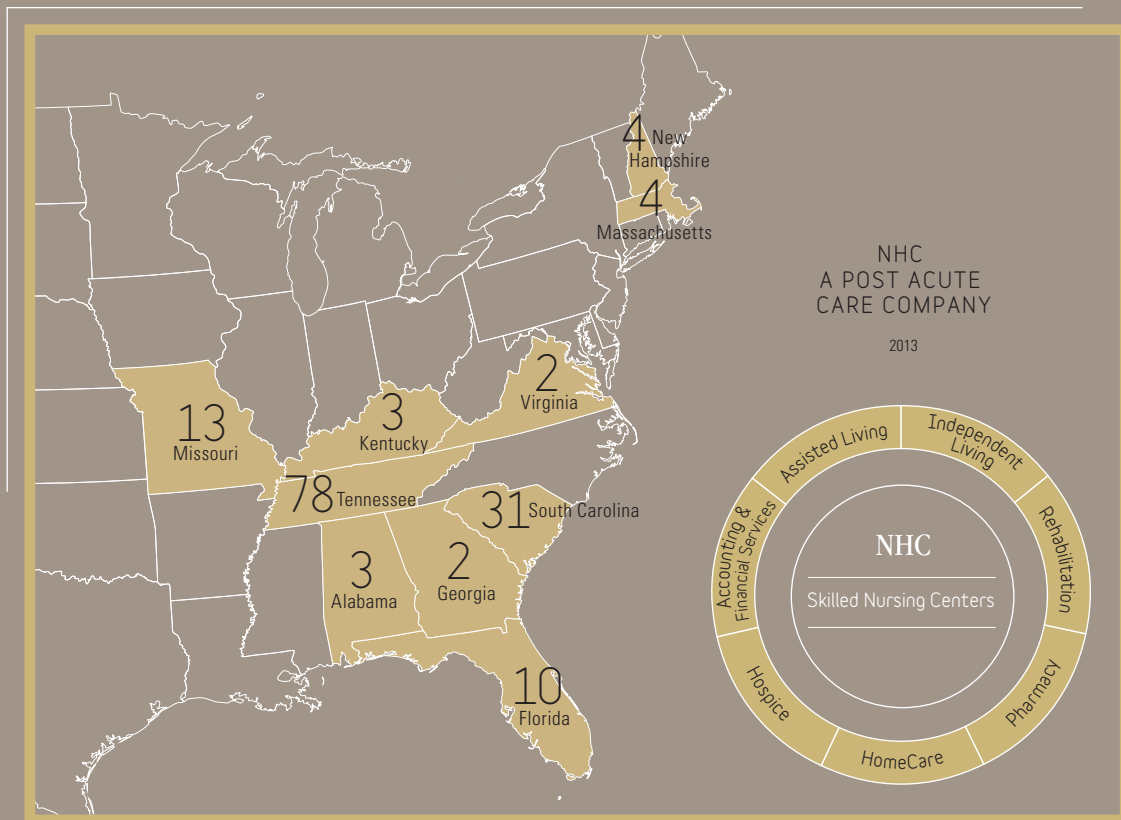 4 New
Hampshire
4
Massachusetts
NHC
A POST ACUTE
CARE COMPANY
2013
2
Virginia
13
Missouri
3
Kentucky
78 Tennessee
31 South Carolina
3
Alabama
2
Georgia
10
Florida
Assisted Living
Independent
Living
Rehabilitation
Pharmacy
HomeCare
Hospice
Accounting &
Financial Services
NHC
Skilled Nursing Centers